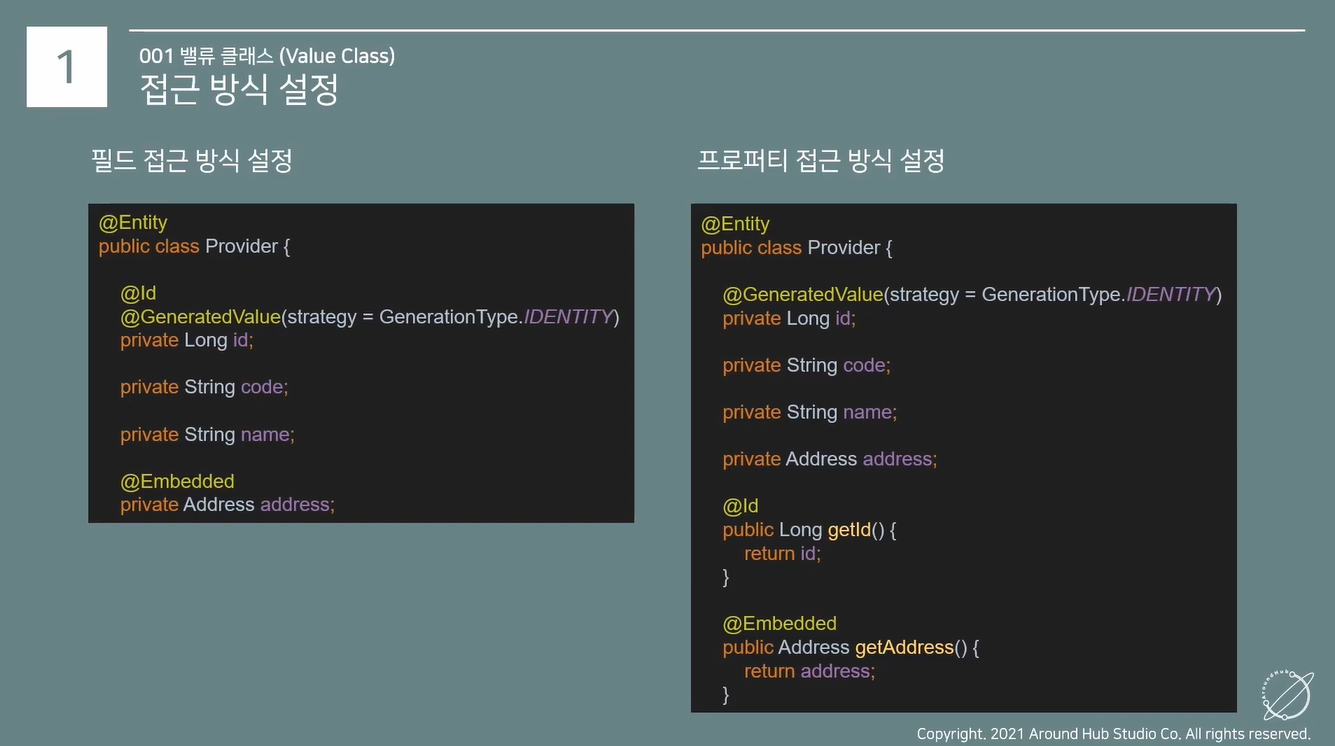 1
001 밸류 클래스 (Value Class)
접근 방식 설정
필드 접근 방식 설정
@Entity
public class Provider {
@Id
@GeneratedValue(strategy = GenerationType.IDENTITY)
private Long id;
private String code;
private String name;
@Embedded
private Address address;
프로퍼티 접근 방식 설정
@Entity
public class Provider {
@GeneratedValue(strategy = GenerationType.IDENTITY)
private Long id;
private String code;
private String name;
private Address address;
@Id
public Long getId() {
return id;
}
@Embedded
public Address getAddress() {
return address;
}
AroundHub
Copyright. 2021 Around Hub Studio Co. All rights reserved.